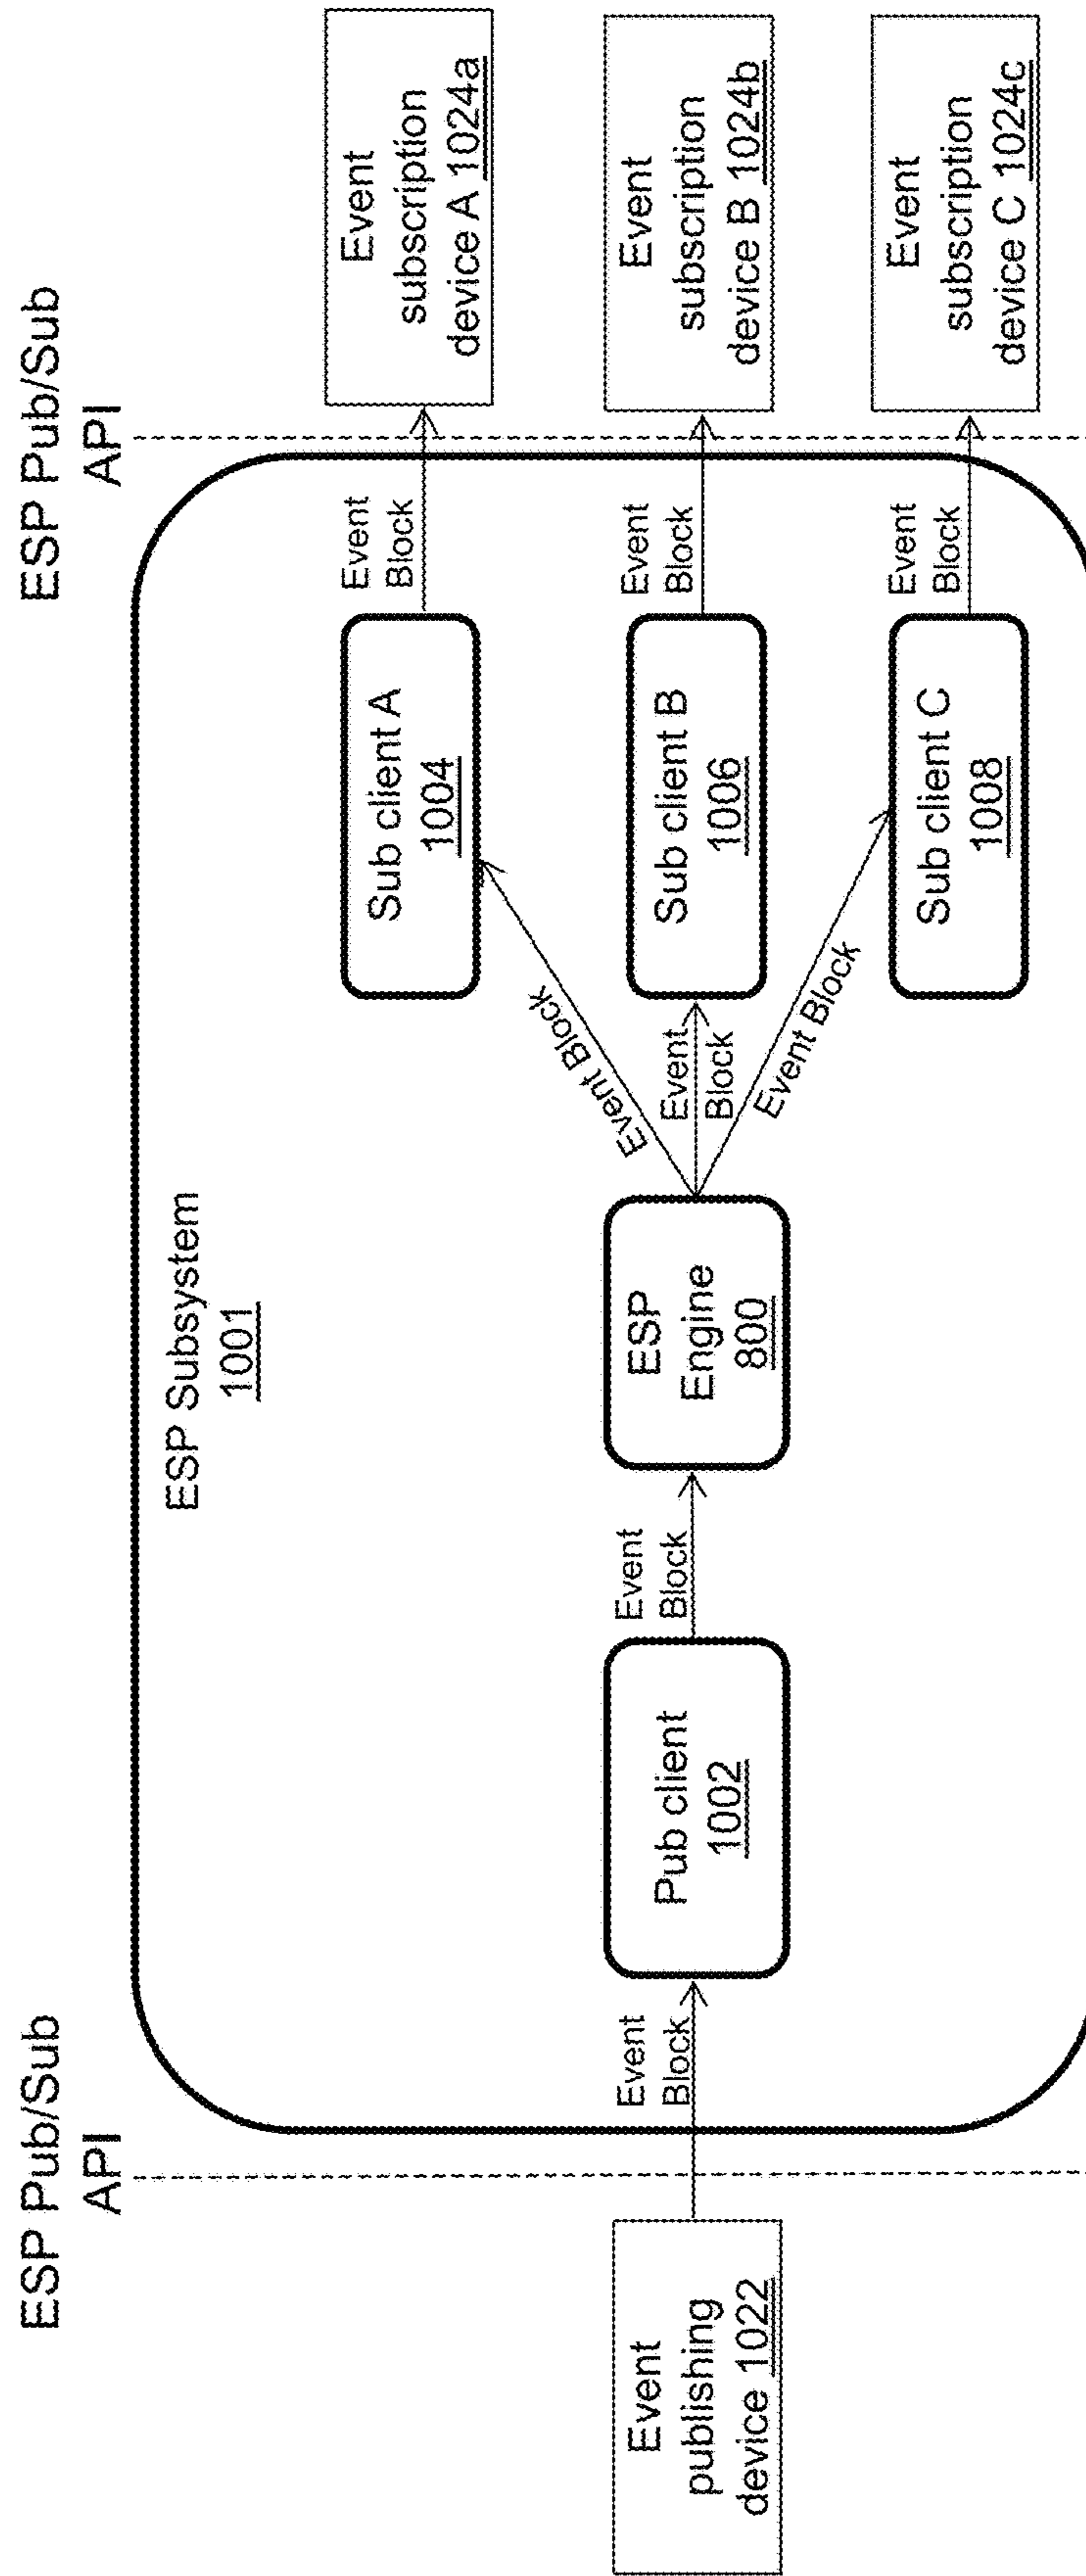 ESP Pub/Sub
API
ESP Pub/Sub
API
ESP Subsystem
1001
Event
publishing
device 1022
Event
Block
Pub client
1002
Event
Block
ESP
Engine
800
Event Block
Event
Block
Event Block
Sub client A
1004
Sub client B
1006
Sub client C
1008
Event
Block
Event
Block
Event
Block
Event
subscription
device A 1024a
Event
subscription
device B 1024b
Event
subscription
device C 1024c